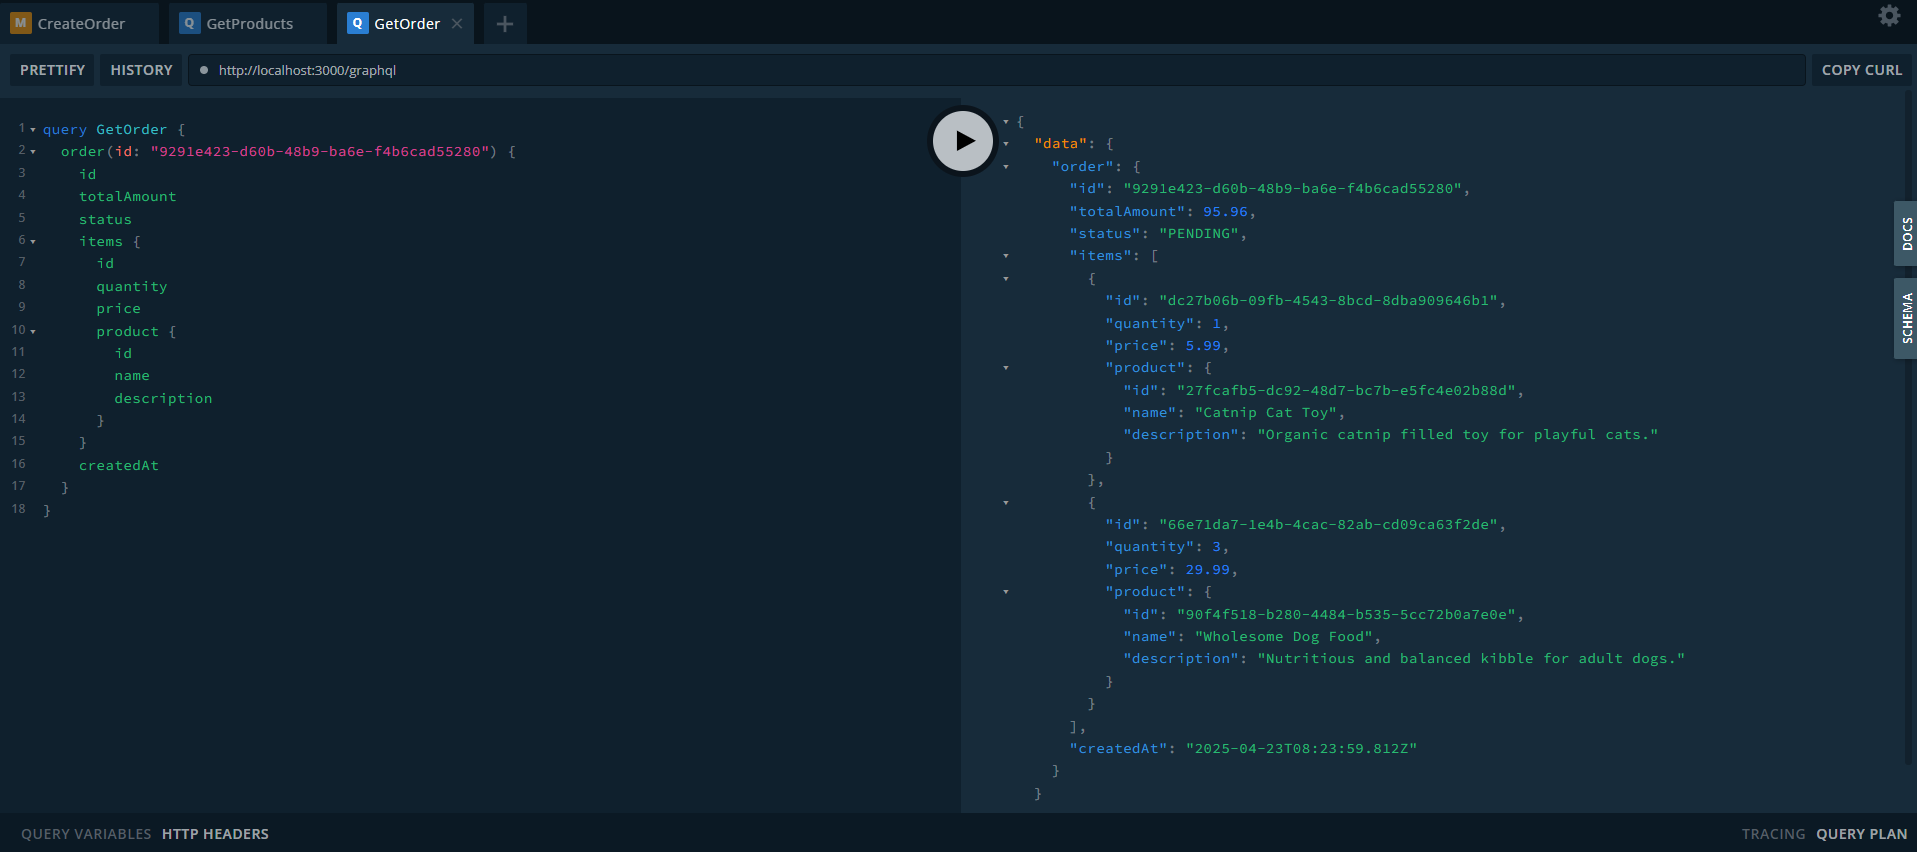 M CreateOrder
Q GetProducts
Q GetOrder
PRETTIFY
HISTORY
http://localhost:3000/graphql
COPY CURL
1 query GetOrder {
2 order(id: "9291e423-d60b-48b9-ba6e-f4b6cad55280") {
3 id
4 totalAmount
5 status
6 items {
7 id
8 quantity
9 price
10 product {
11 id
12 name
13 description
14 }
15 }
16 createdAt
17 }
18 }
{
"data": {
"order": {
"id": "9291e423-d60b-48b9-ba6e-f4b6cad55280",
"totalAmount": 95.96,
"status": "PENDING",
"items": [
{
"id": "dc27b06b-09fb-4543-8bcd-8dba909646b1",
"quantity": 1,
"price": 5.99,
"product": {
"id": "27fcafb5-dc92-48d7-bc7b-e5fc4e02b88d",
"name": "Catnip Cat Toy",
"description": "Organic catnip filled toy for playful cats."
}
},
{
"id": "66e71da7-1e4b-4cac-82ab-cd09ca63f2de",
"quantity": 3,
"price": 29.99,
"product": {
"id": "90f4f518-b280-4484-b535-5cc72b0a7e0e",
"name": "Wholesome Dog Food",
"description": "Nutritious and balanced kibble for adult dogs."
}
}
],
"createdAt": "2025-04-23T08:23:59.812Z"
}
}
DOCS
SCHEMA
QUERY VARIABLES
HTTP HEADERS
TRACING
QUERY PLAN